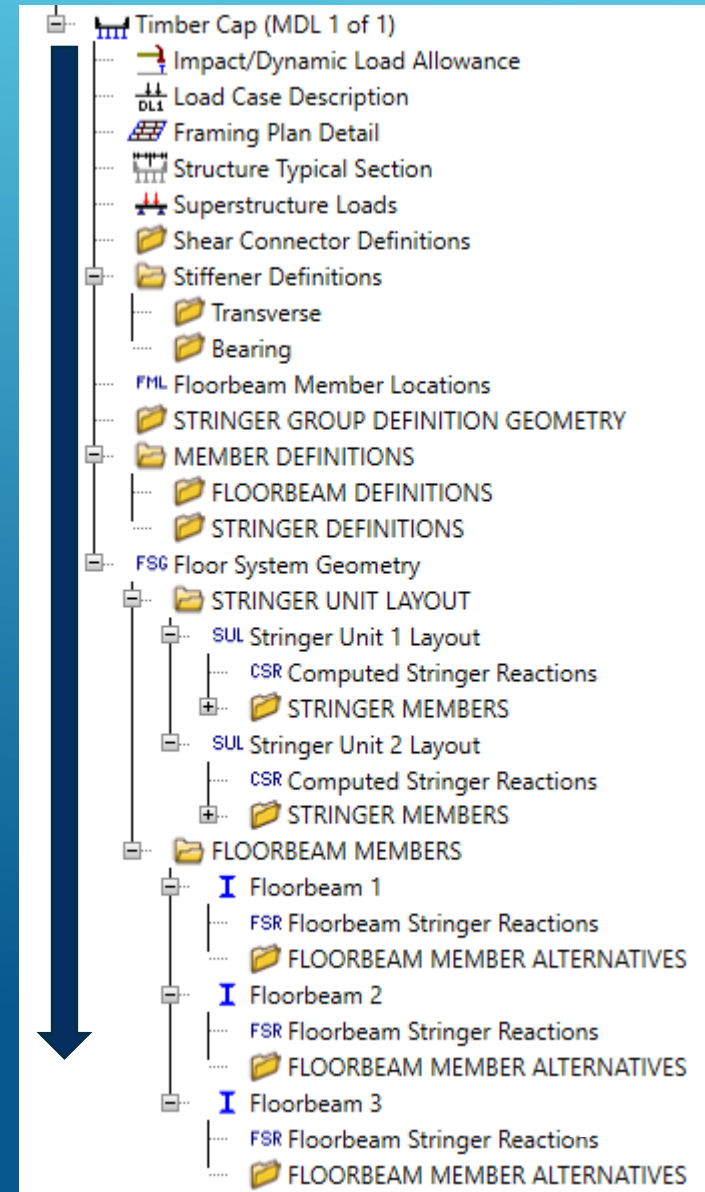 Timber Cap (MDL 1 of 1)
Impact/Dynamic Load Allowance
DL1 Load Case Description
Framing Plan Detail
Structure Typical Section
Superstructure Loads
Shear Connector Definitions
Stiffener Definitions
Transverse
Bearing
FML Floorbeam Member Locations
STRINGER GROUP DEFINITION GEOMETRY
MEMBER DEFINITIONS
FLOORBEAM DEFINITIONS
STRINGER DEFINITIONS
FSG Floor System Geometry
STRINGER UNIT LAYOUT
SUL Stringer Unit 1 Layout
CSR Computed Stringer Reactions
STRINGER MEMBERS
SUL Stringer Unit 2 Layout
CSR Computed Stringer Reactions
STRINGER MEMBERS
FLOORBEAM MEMBERS
Floorbeam 1
FSR Floorbeam Stringer Reactions
FLOORBEAM MEMBER ALTERNATIVES
Floorbeam 2
FSR Floorbeam Stringer Reactions
FLOORBEAM MEMBER ALTERNATIVES
Floorbeam 3
FSR Floorbeam Stringer Reactions
FLOORBEAM MEMBER ALTERNATIVES